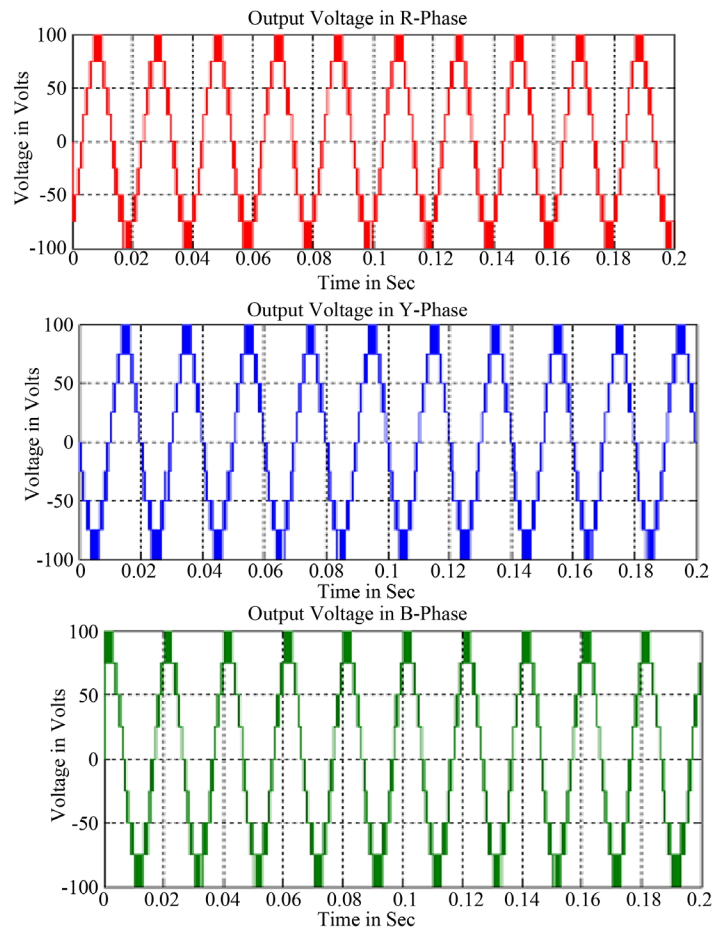 Output Voltage in R-Phase
Voltage in Volts
100
50
0
-50
-100
0 0.02 0.04 0.06 0.08 0.1 0.12 0.14 0.16 0.18 0.2
Time in Sec
Output Voltage in Y-Phase
Voltage in Volts
100
50
0
-50
-100
0 0.02 0.04 0.06 0.08 0.1 0.12 0.14 0.16 0.18 0.2
Time in Sec
Output Voltage in B-Phase
Voltage in Volts
100
50
0
-50
-100
0 0.02 0.04 0.06 0.08 0.1 0.12 0.14 0.16 0.18 0.2
Time in Sec